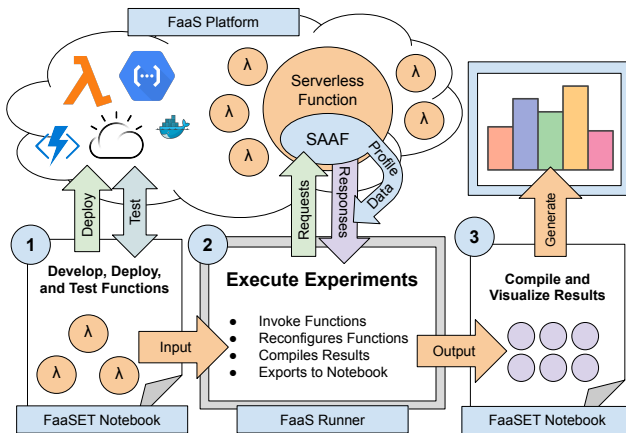 FaaS Platform
λ
λ
λ
λ
λ
λ
Serverless
Function
SAAF
Profile
Data
Deploy
Test
Requests
Responses
Generate
1
Develop, Deploy,
and Test Functions
λ
λ
λ
FaaSET Notebook
Input
2
Execute Experiments
● Invoke Functions
● Reconfigures Functions
● Compiles Results
● Exports to Notebook
FaaS Runner
Output
3
Compile and
Visualize Results
FaaSET Notebook